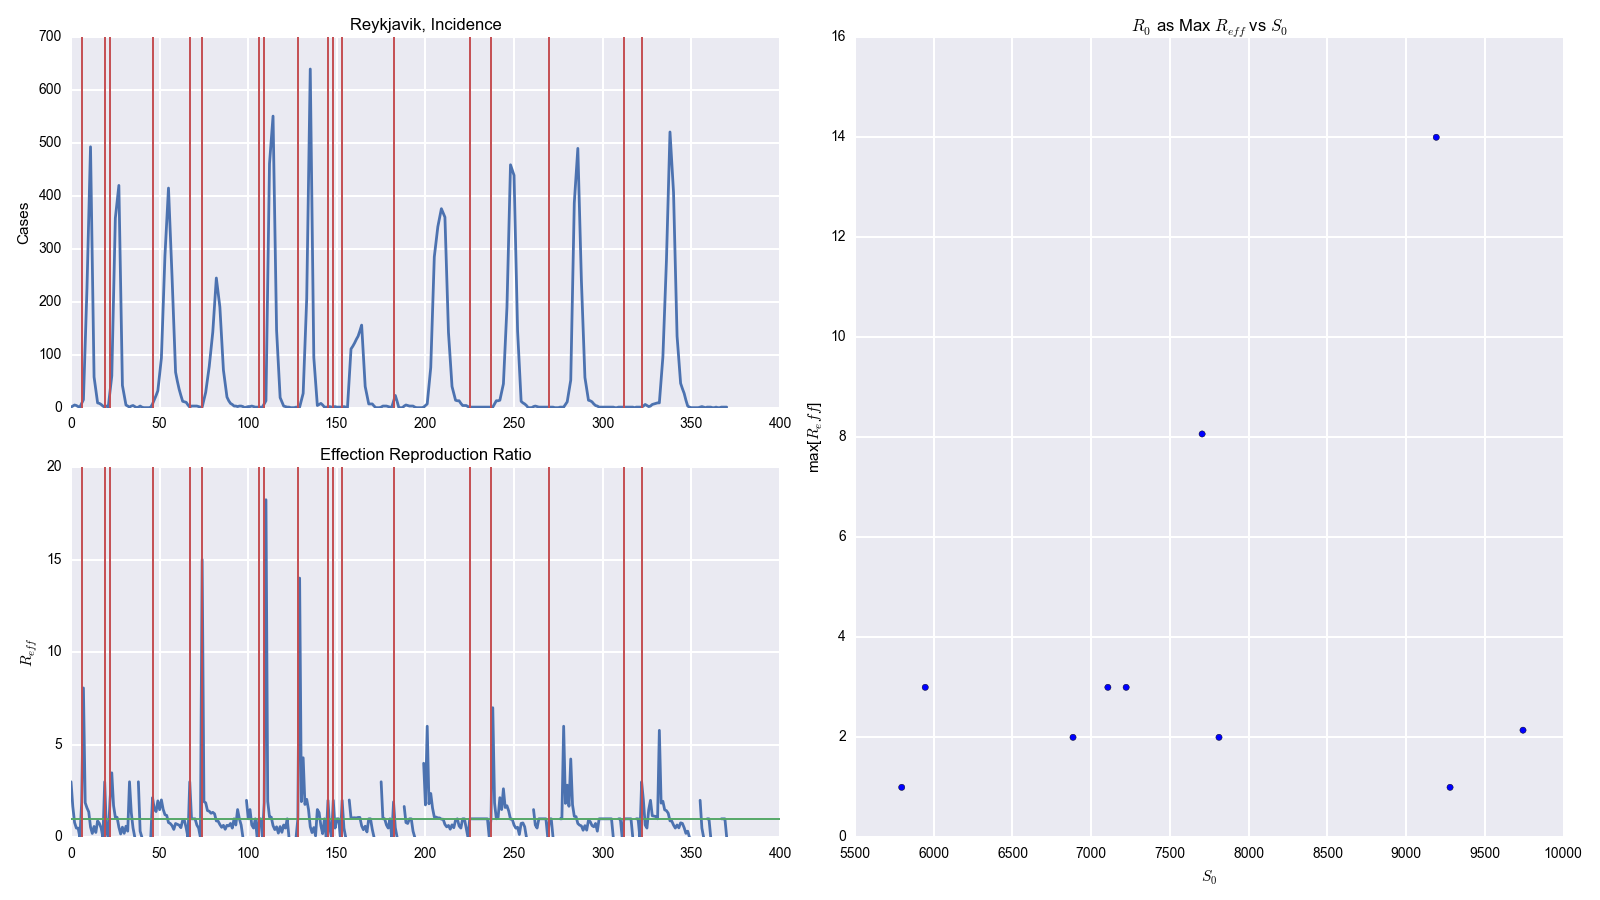 Reykjavik, Incidence
700
600
500
400
300
200
100
0
Cases
0 50 100 150 200 250 300 350 400
Effection Reproduction Ratio
20
15
10
5
0
R_eff
0 50 100 150 200 250 300 350 400
R_0 as Max R_eff vs S_0
16
14
12
10
8
6
4
2
0
max[R_eff]
5500 6000 6500 7000 7500 8000 8500 9000 9500 10000
S_0